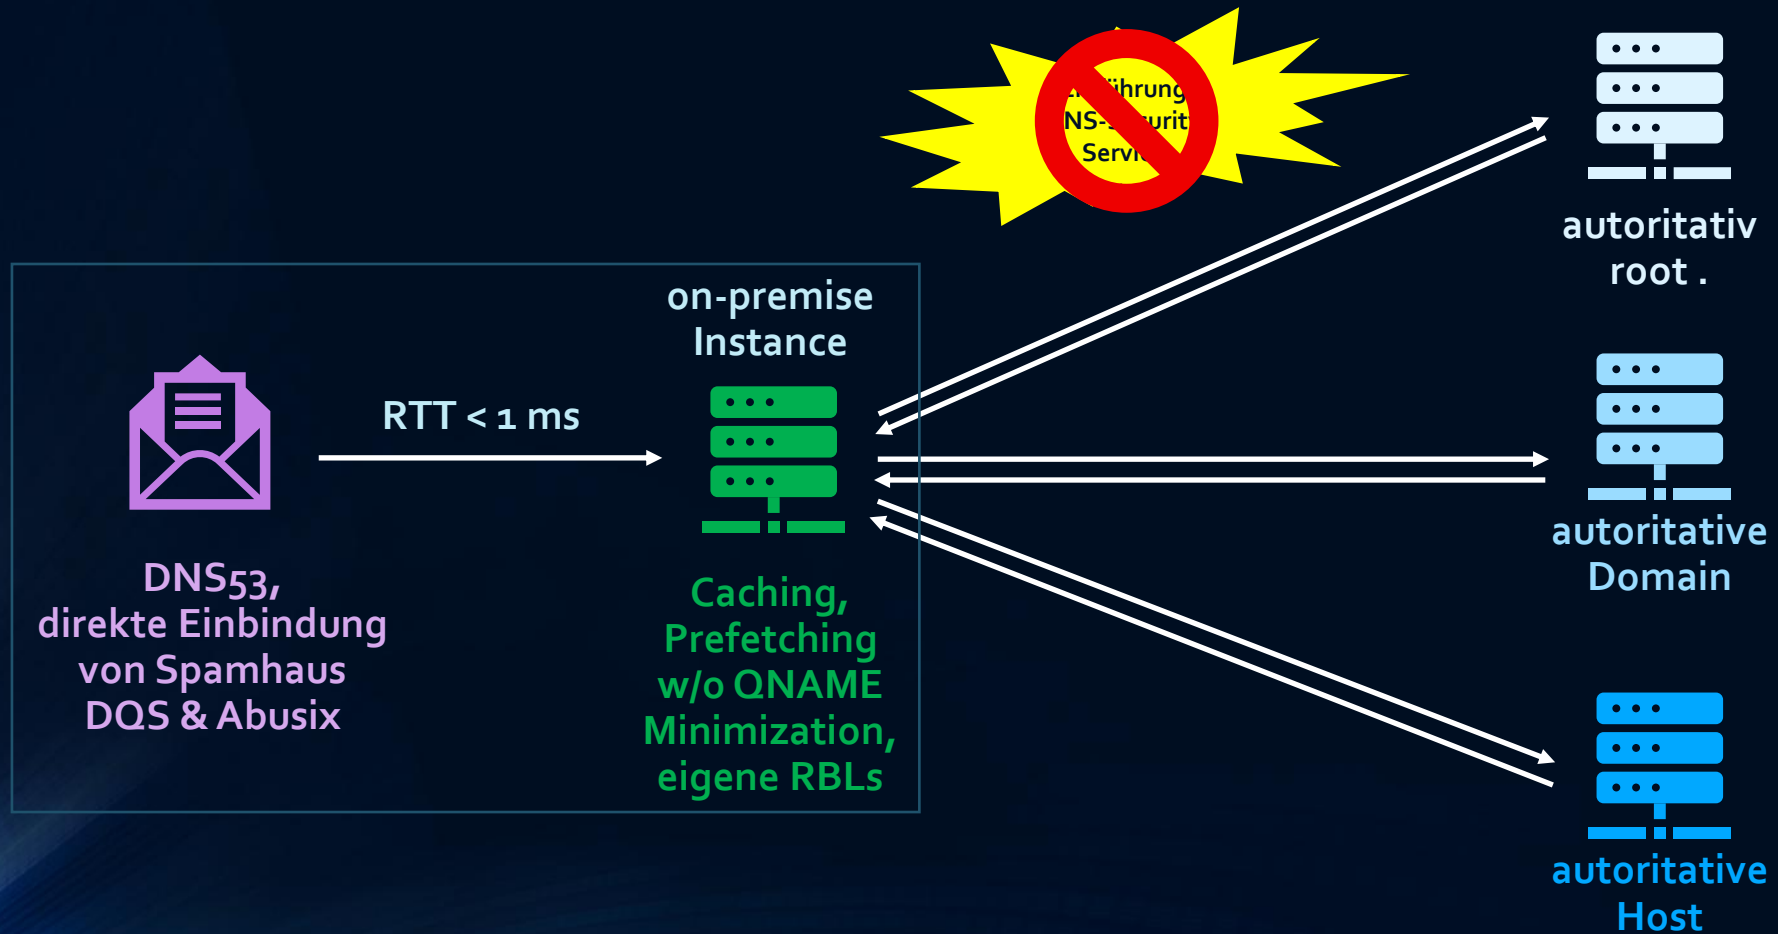 on-premise
Instance
RTT < 1 ms
DNS53,
direkte Einbindung
von Spamhaus
DQS & Abusix
Caching,
Prefetching
w/o QNAME
Minimization,
eigene RBLs
autoritativ
root .
autoritative
Domain
autoritative
Host